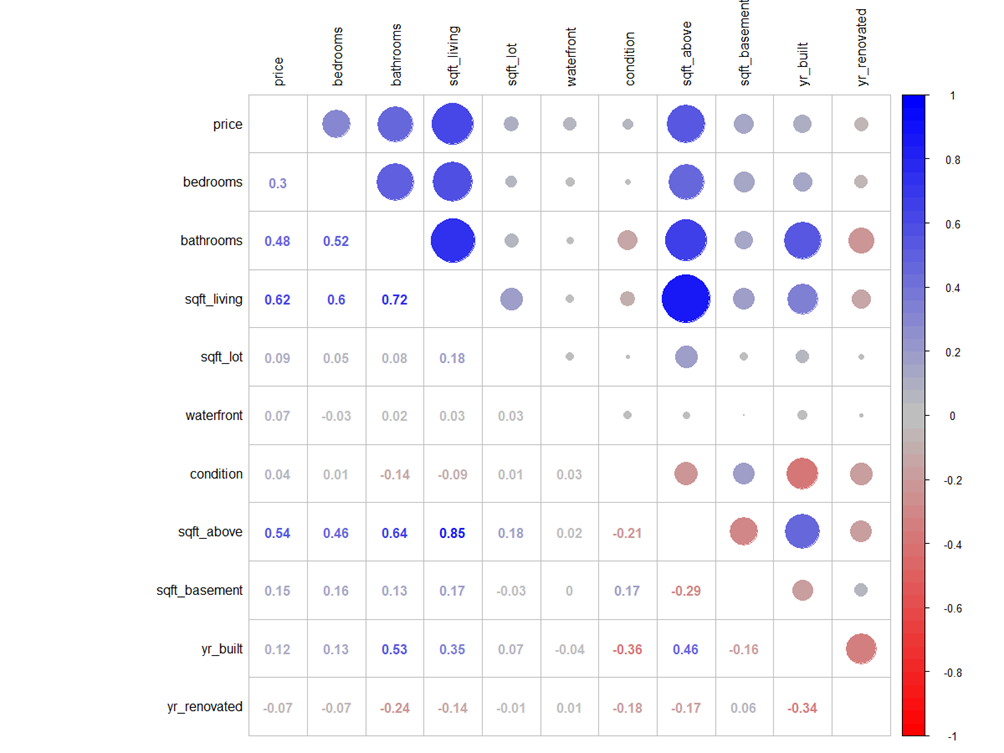 price bedrooms bathrooms sqft_living sqft_lot waterfront condition sqft_above sqft_basement yr_built yr_renovated
price
bedrooms 0.3
bathrooms 0.48 0.52
sqft_living 0.62 0.6 0.72
sqft_lot 0.09 0.05 0.08 0.18
waterfront 0.07 -0.03 0.02 0.03 0.03
condition 0.04 0.01 -0.14 -0.09 0.01 0.03
sqft_above 0.54 0.46 0.64 0.85 0.18 0.02 -0.21
sqft_basement 0.15 0.16 0.13 0.17 -0.03 0 0.17 -0.29
yr_built 0.12 0.13 0.53 0.35 0.07 -0.04 -0.36 0.46 -0.16
yr_renovated -0.07 -0.07 -0.24 -0.14 -0.01 0.01 -0.18 -0.17 0.06 -0.34
1
0.8
0.6
0.4
0.2
0
-0.2
-0.4
-0.6
-0.8
-1